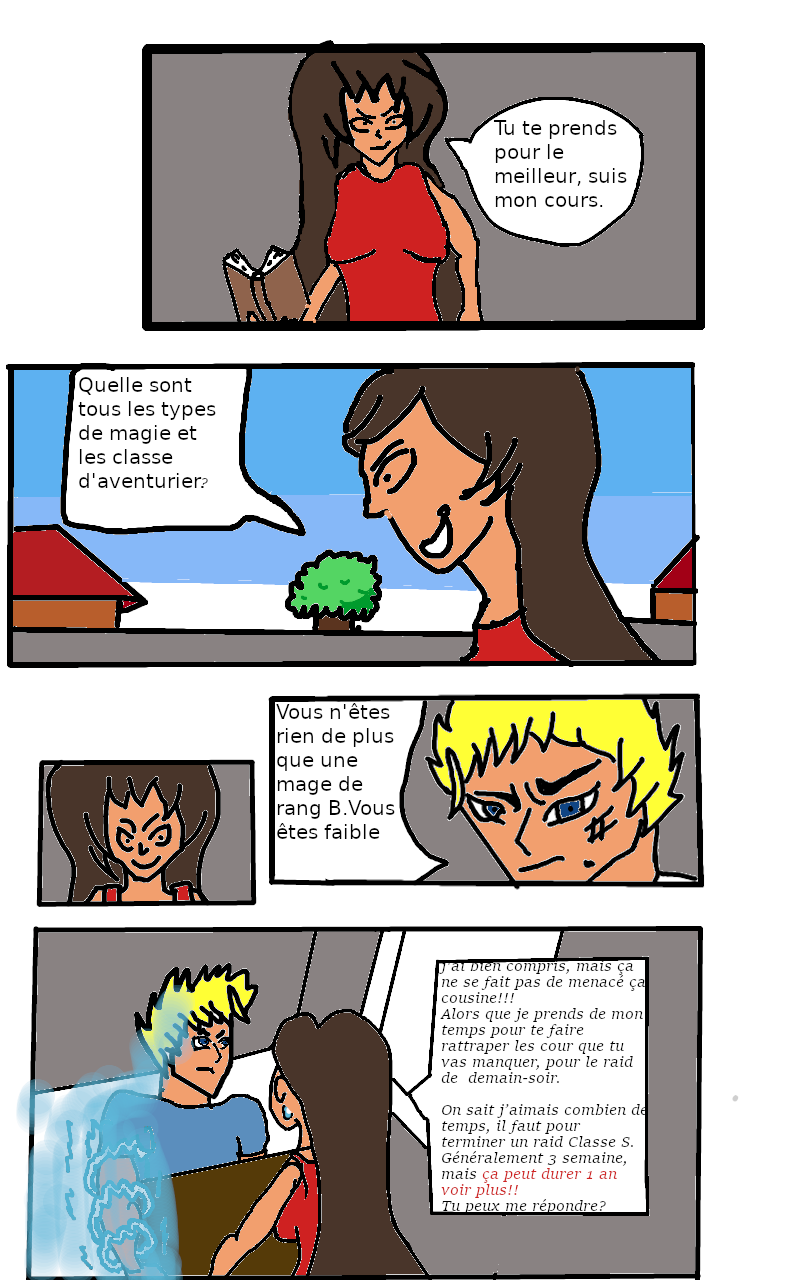 Tu te prends
pour le
meilleur, suis
mon cours.
Quelle sont
tous les types
de magie et
les classe
d'aventurier?
Vous n'êtes
rien de plus
que une
mage de
rang B.Vous
êtes faible
j'ai bien compris, mais ça
ne se fait pas de menacé ça
cousine!!!
Alors que je prends de mon
temps pour te faire
rattraper les cour que tu
vas manquer, pour le raid
de demain-soir.
On sait j'aimais combien de
temps, il faut pour
terminer un raid Classe S.
Généralement 3 semaine,
mais ça peut durer 1 an
voir plus!!
Tu peux me répondre?